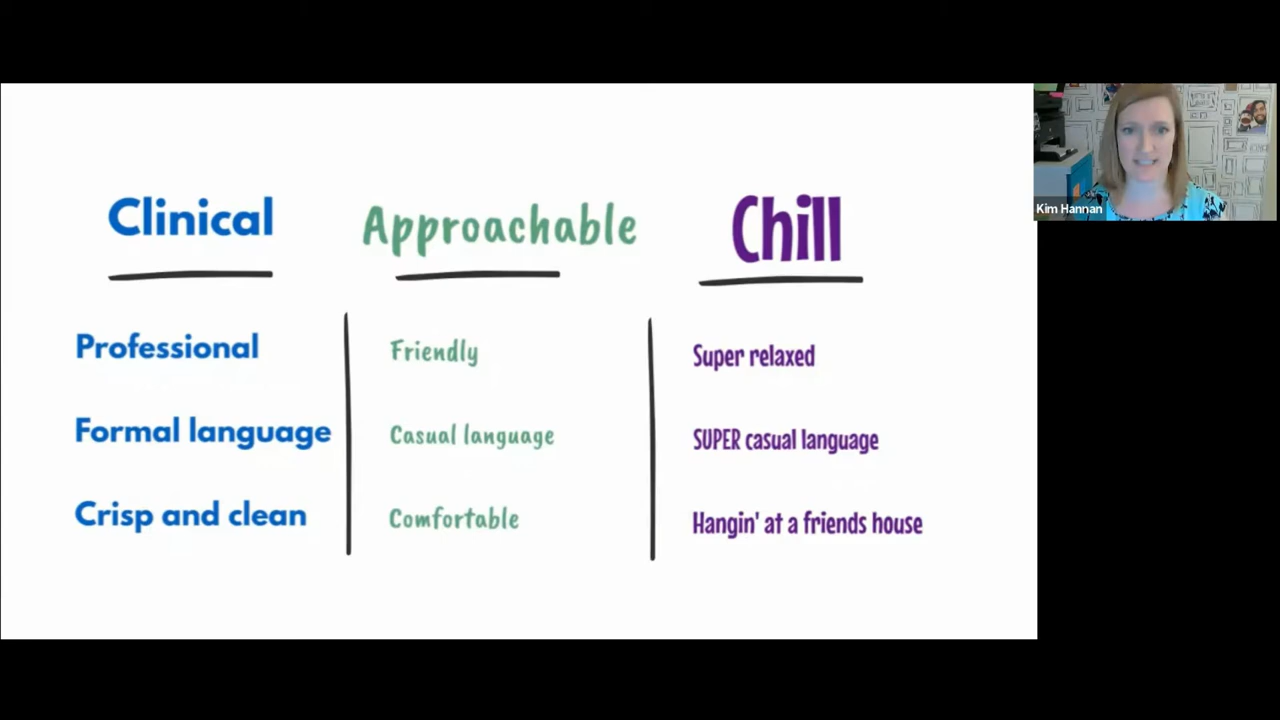 Clinical
Approachable
Chill
Professional
Friendly
Super relaxed
Formal language
Casual language
SUPER casual language
Crisp and clean
Comfortable
Hangin' at a friends house
Kim Hannan